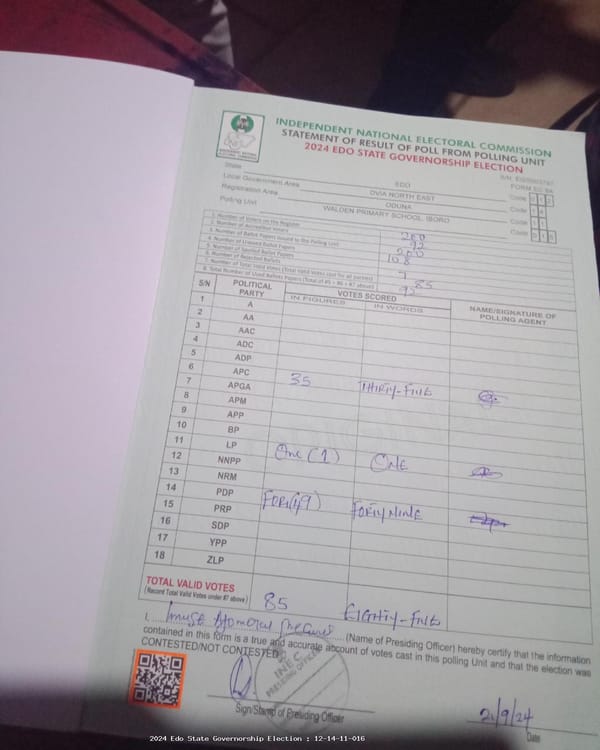 INDEPENDENT NATIONAL ELECTORAL COMMISSION
STATEMENT OF RESULT OF POLL FROM POLLING UNIT
2024 EDO STATE GOVERNORSHIP ELECTION
FORM EC 8A
State EDO Code 1 2
Local Government Area OVIA NORTH EAST Code 1 4
Registration Area ODUNA Code 1 1
Polling Unit WALDEN PRIMARY SCHOOL, IBORO Code 0 1 6
1. Number of Voters on the Register 200
2. Number of Accredited Voters 92
3. Number of Ballot Papers Issued to the Polling Unit 200
4. Number of Unused Ballot Papers 108
5. Number of Spoiled Ballot Papers
6. Number of Rejected Ballots 7
7. Number of Total Valid Votes (Total Valid Votes cast for all parties) 85
8. Total Number of Used Ballots Papers (Total of #5 + #6 + #7 above) 92
S/N POLITICAL PARTY VOTES SCORED NAME/SIGNATURE OF POLLING AGENT
IN FIGURES IN WORDS
1 A
2 AA
3 AAC
4 ADC
5 ADP
6 APC 35 THIRTY-FIVE
7 APGA
8 APM
9 APP
10 BP
11 LP One (1) ONE
12 NNPP
13 NRM
14 PDP FORTY NINE
15 PRP
16 SDP
17 YPP
18 ZLP
TOTAL VALID VOTES 85 EIGHTY-FIVE
(Record Total Valid Votes under #7 above)
I, (Name of Presiding Officer) hereby certify that the information
contained in this form is a true and accurate account of votes cast in this polling Unit and that the election was
CONTESTED/NOT CONTESTED
INEC
PRESIDING OFFICER
Sign/Stamp of Presiding Officer
21/9/24
Date
2024 Edo State Governorship Election : 12-14-11-016